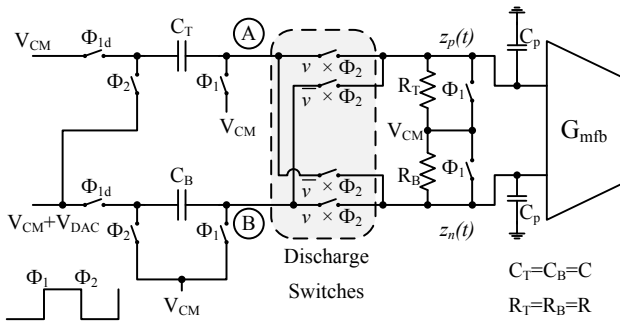 V_CM Φ_1d C_T A z_p(t) C_p
v × Φ_2
Φ_2 Φ_1 v̅ × Φ_2 R_T Φ_1
V_CM V_CM G_mfb
Φ_1d C_B v̅ × Φ_2 R_B Φ_1
V_CM+V_DAC Φ_2 Φ_1 B v × Φ_2 C_p
z_n(t)
Discharge
Switches
V_CM
Φ_1 Φ_2
C_T=C_B=C
R_T=R_B=R